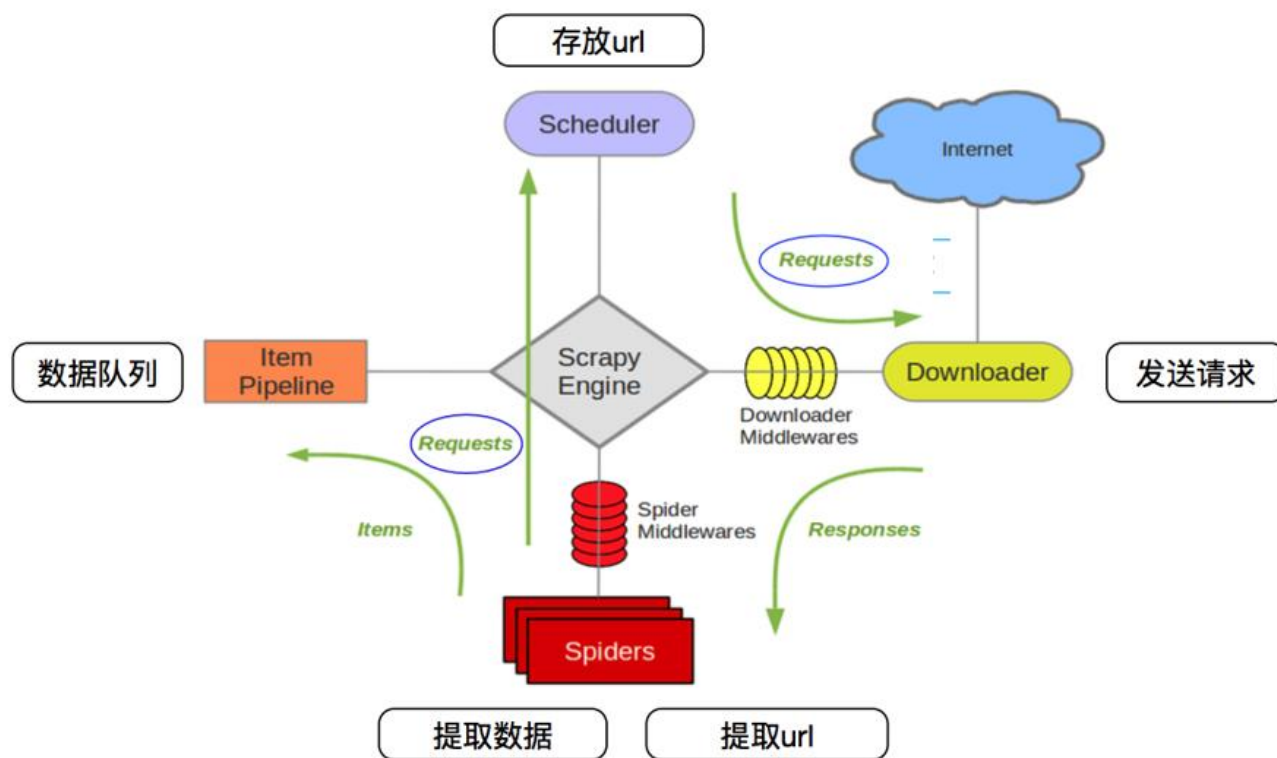 存放url
Scheduler
Internet
Requests
数据队列
Item
Pipeline
Scrapy
Engine
Downloader
发送请求
Downloader
Middlewares
Requests
Items
Spider
Middlewares
Responses
Spiders
提取数据
提取url